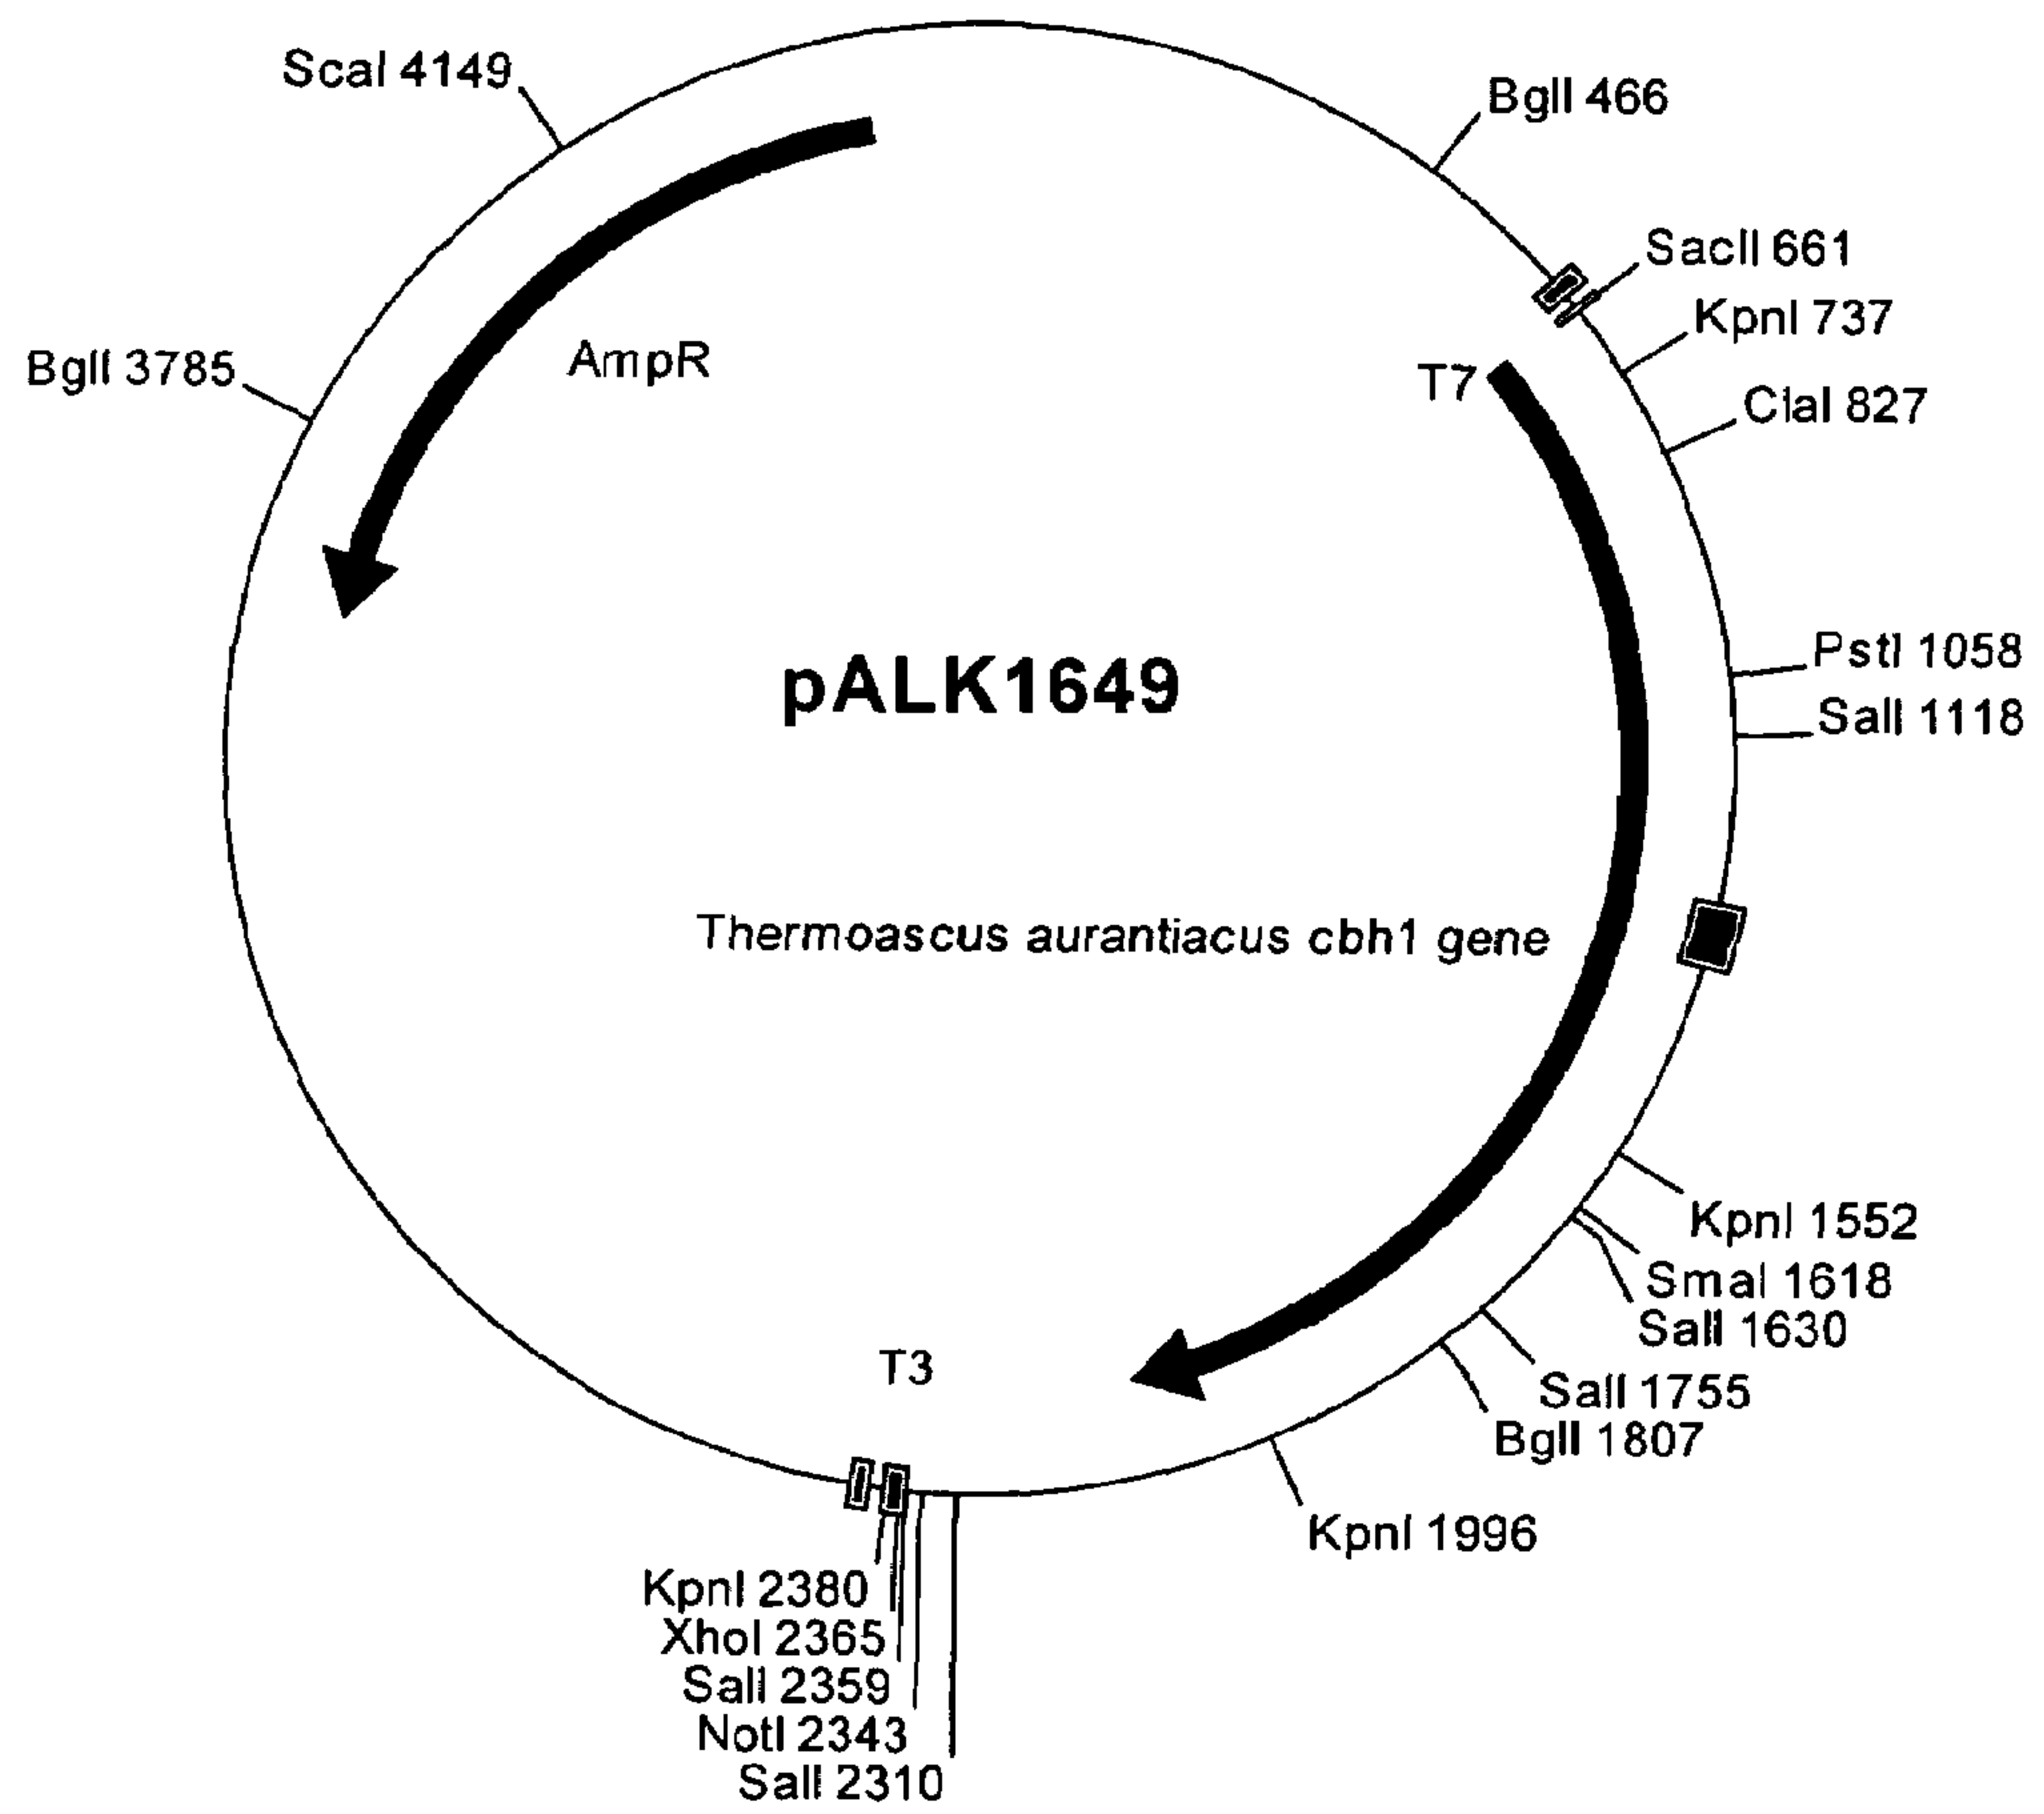 ScaI 4149
BglI 466
SacII 661
KpnI 737
ClaI 827
BglI 3785
AmpR
T7
PstI 1058
SalI 1118
pALK1649
Thermoascus aurantiacus cbh1 gene
KpnI 1552
SmaI 1618
SalI 1630
SalI 1755
BglI 1807
KpnI 1996
T3
KpnI 2380
XhoI 2365
SalI 2359
NotI 2343
SalI 2310